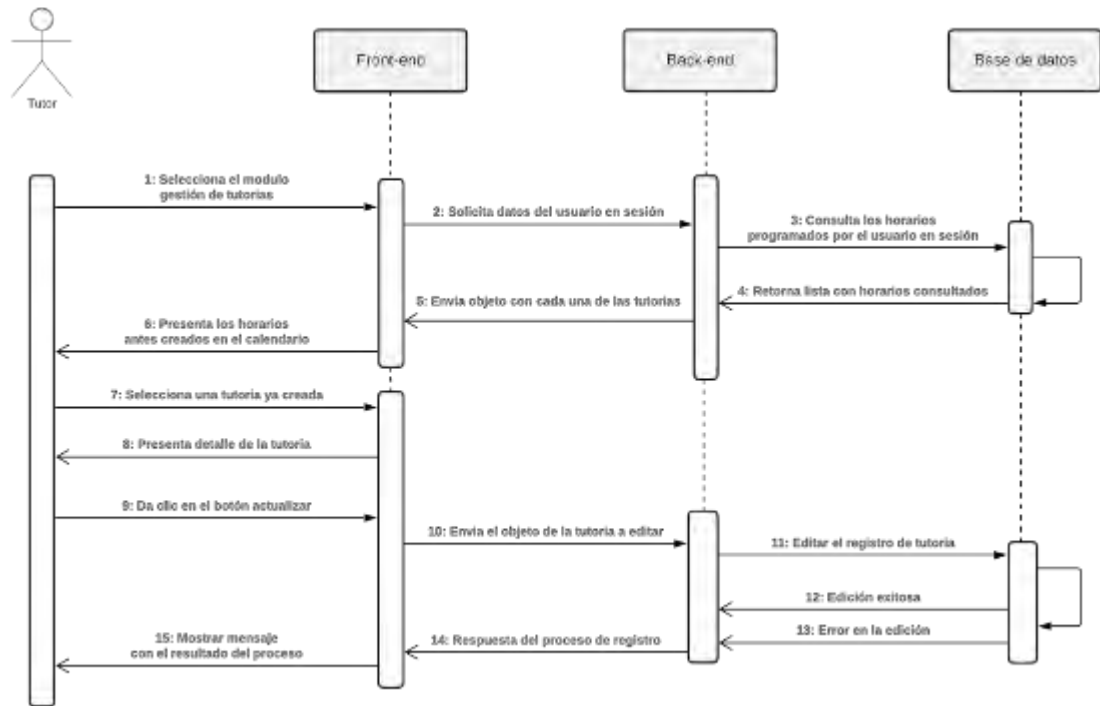 Front-end
Back-end
Base de datos
Tutor
1: Selecciona el modulo
gestión de tutorias
2: Solicita datos del usuario en sesión
3: Consulta los horarios
programados por el usuario en sesión
4: Retorna lista con horarios consultados
5: Envia objeto con cada una de las tutorias
6: Presenta los horarios
antes creados en el calendario
7: Selecciona una tutoria ya creada
8: Presenta detalle de la tutoria
9: Da clic en el botón actualizar
10: Envia el objeto de la tutoria a editar
11: Editar el registro de tutoria
12: Edición exitosa
13: Error en la edición
14: Respuesta del proceso de registro
15: Mostrar mensaje
con el resultado del proceso